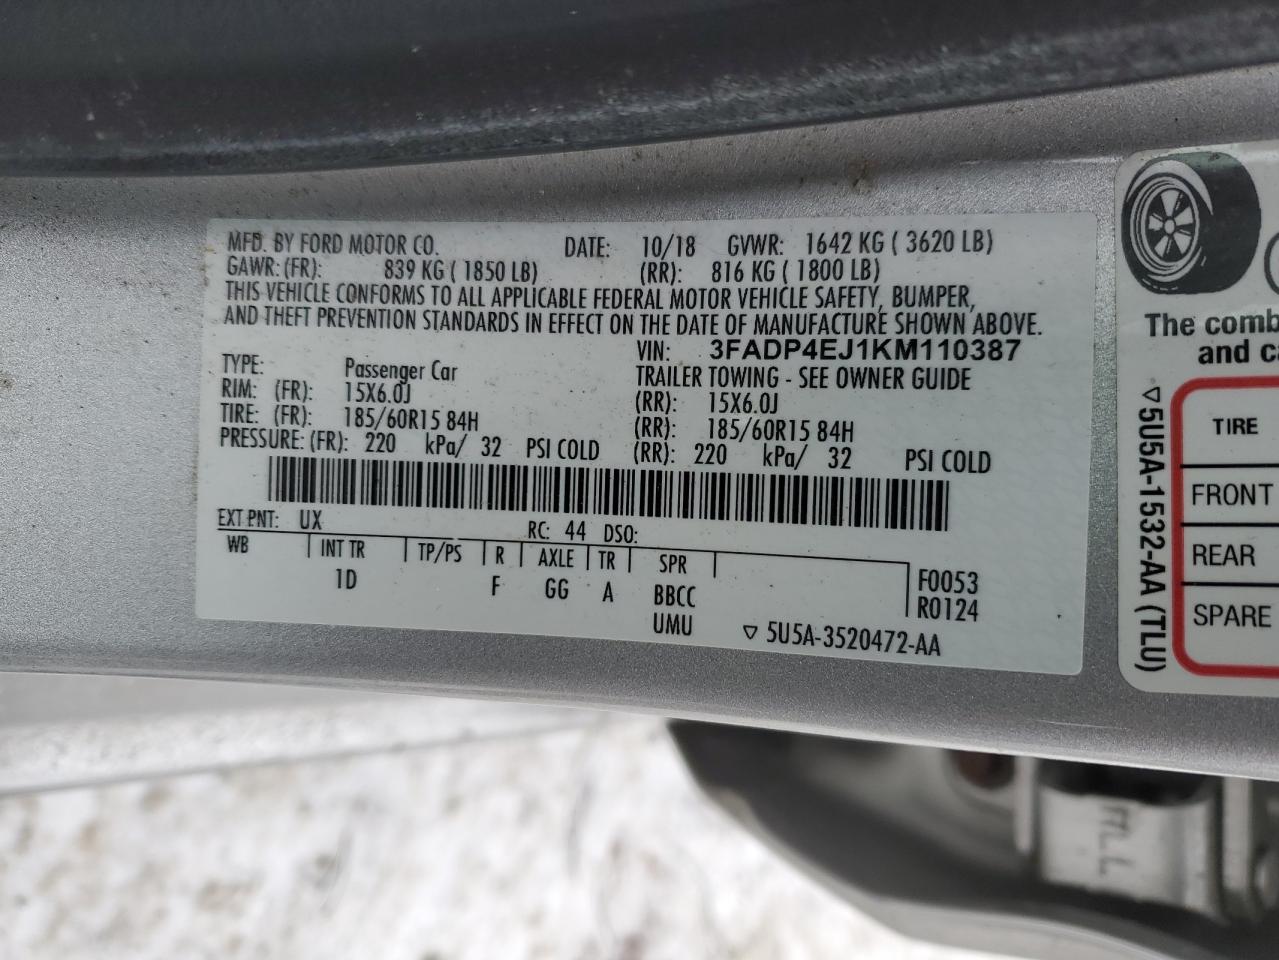 MFD. BY FORD MOTOR CO. DATE: 10/18 GVWR: 1642 KG ( 3620 LB)
GAWR: (FR): 839 KG ( 1850 LB) (RR): 816 KG ( 1800 LB)
THIS VEHICLE CONFORMS TO ALL APPLICABLE FEDERAL MOTOR VEHICLE SAFETY, BUMPER,
AND THEFT PREVENTION STANDARDS IN EFFECT ON THE DATE OF MANUFACTURE SHOWN ABOVE.
VIN: 3FADP4EJ1KM110387
TYPE: Passenger Car TRAILER TOWING - SEE OWNER GUIDE
RIM: (FR): 15X6.0J (RR): 15X6.0J
TIRE: (FR): 185/60R15 84H (RR): 185/60R15 84H
PRESSURE: (FR): 220 kPa/ 32 PSI COLD (RR): 220 kPa/ 32 PSI COLD
EXT PNT: UX RC: 44 DSO:
WB INT TR TP/PS R AXLE TR SPR
1D F GG A BBCC
UMU
F0053
R0124
▽ 5U5A-3520472-AA
The comb
and ca
TIRE
FRONT
REAR
SPARE
▽5U5A-1532-AA (TLU)